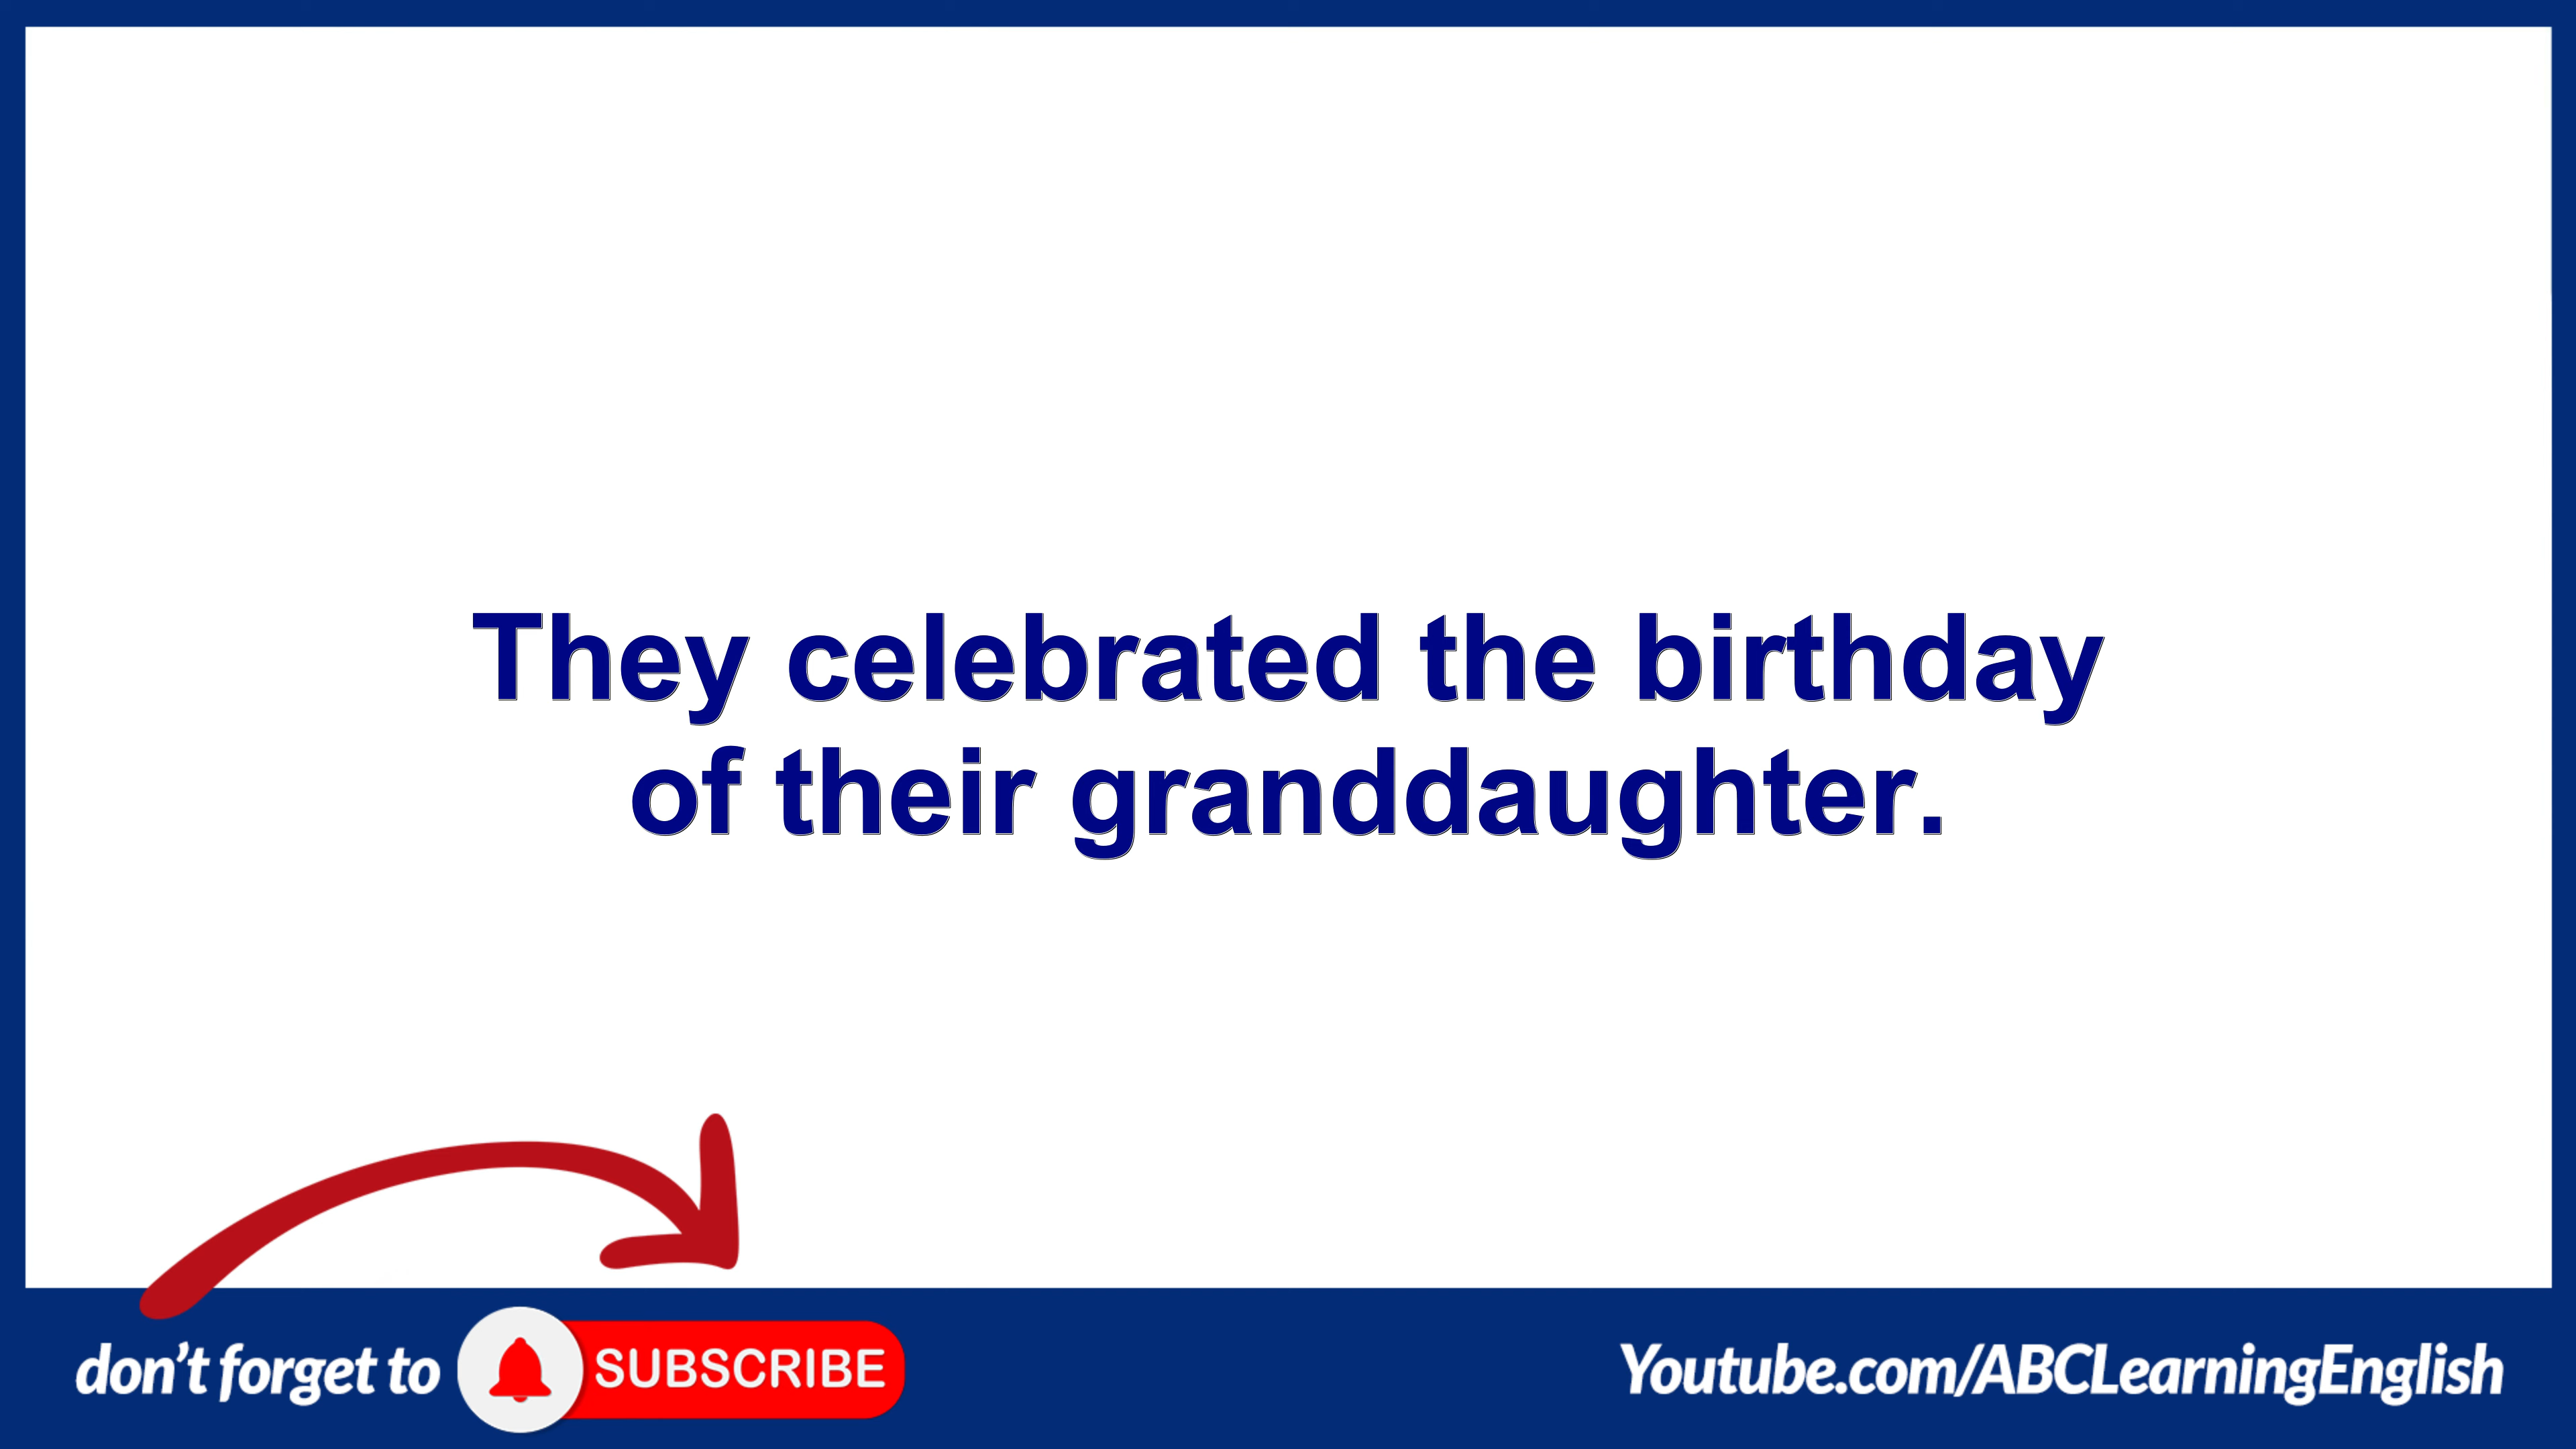 They celebrated the birthday
of their granddaughter.
don't forget to SUBSCRIBE
Youtube.com/ABCLearningEnglish